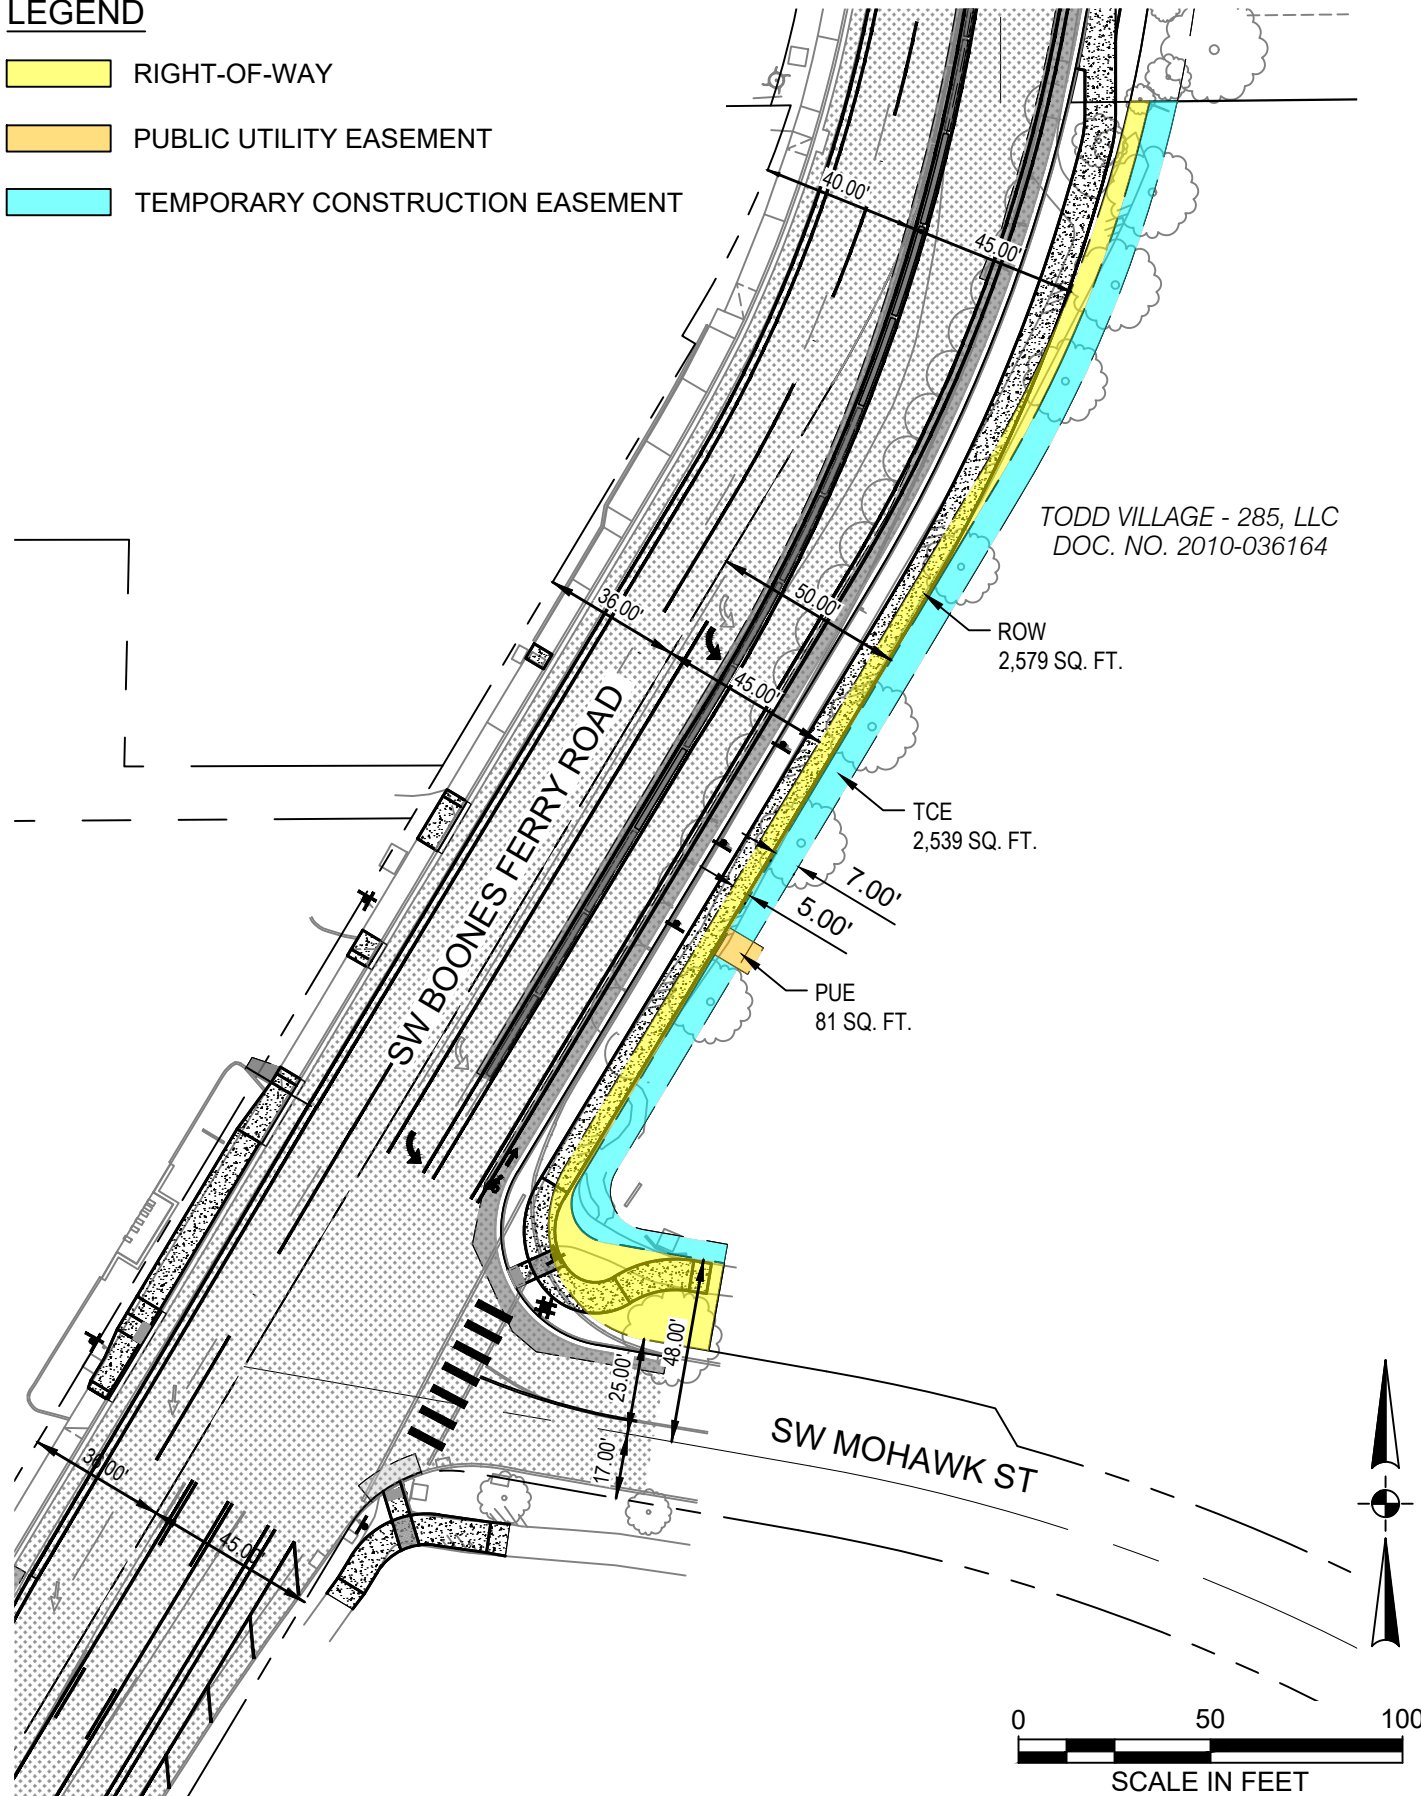 LEGEND
RIGHT-OF-WAY
PUBLIC UTILITY EASEMENT
TEMPORARY CONSTRUCTION EASEMENT
40.00'
45.00'
TODD VILLAGE - 285, LLC
DOC. NO. 2010-036164
36.00'
50.00'
45.00'
ROW
2,579 SQ. FT.
SW BOONES FERRY ROAD
TCE
2,539 SQ. FT.
7.00'
5.00'
PUE
81 SQ. FT.
48.00'
25.00'
17.00'
SW MOHAWK ST
36.00'
45.00'
0 50 100
SCALE IN FEET